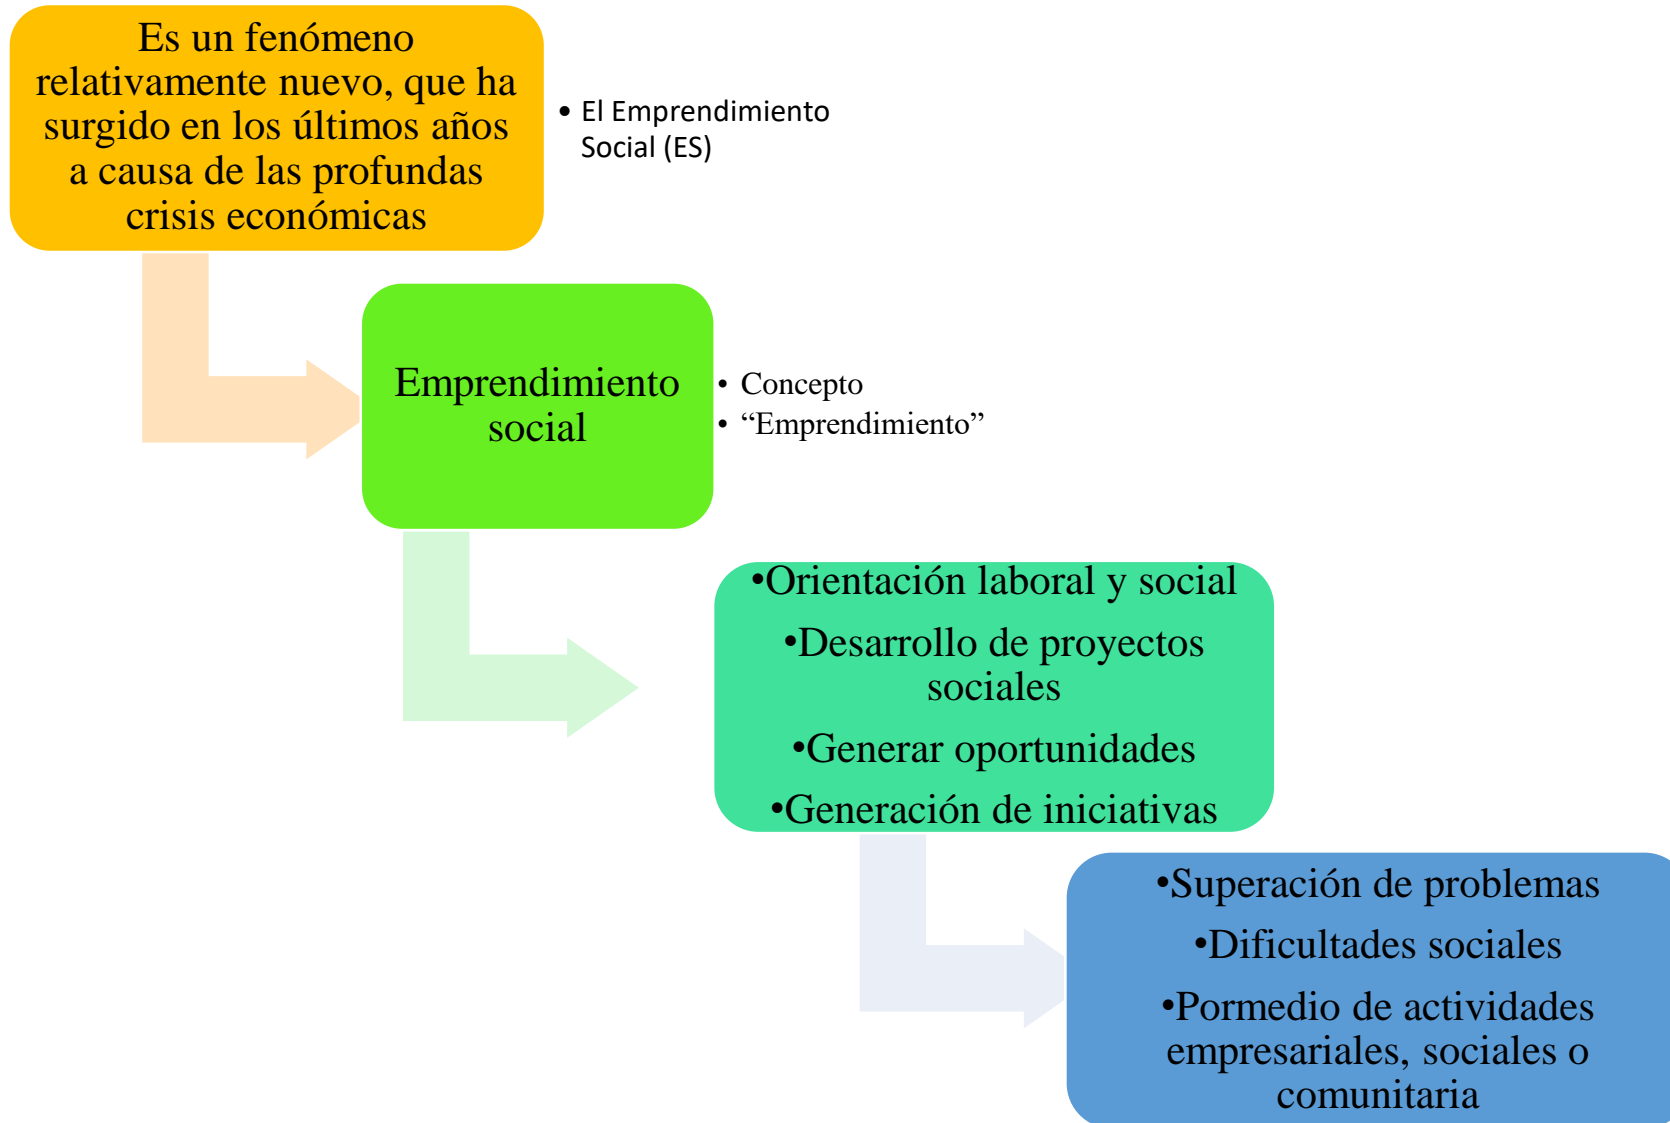 Es un fenómeno
relativamente nuevo, que ha
surgido en los últimos años
a causa de las profundas
crisis económicas
• El Emprendimiento
Social (ES)
Emprendimiento
social
• Concepto
• “Emprendimiento”
•Orientación laboral y social
•Desarrollo de proyectos
sociales
•Generar oportunidades
•Generación de iniciativas
•Superación de problemas
•Dificultades sociales
•Pormedio de actividades
empresariales, sociales o
comunitaria